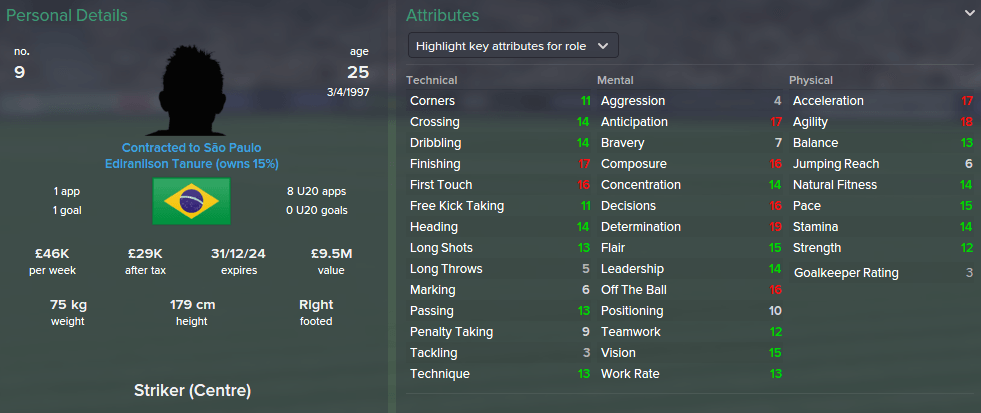 Personal Details
no.
9
age
25
3/4/1997
Contracted to São Paulo
Ediranilson Tanure (owns 15%)
1 app
1 goal
8 U20 apps
0 U20 goals
£46K
per week
£29K
after tax
31/12/24
expires
£9.5M
value
75 kg
weight
179 cm
height
Right
footed
Striker (Centre)
Attributes
Highlight key attributes for role
Technical
Corners 11
Crossing 14
Dribbling 14
Finishing 17
First Touch 16
Free Kick Taking 11
Heading 14
Long Shots 13
Long Throws 5
Marking 6
Passing 13
Penalty Taking 9
Tackling 3
Technique 13
Mental
Aggression 4
Anticipation 17
Bravery 7
Composure 16
Concentration 14
Decisions 18
Determination 19
Flair 15
Leadership 14
Off The Ball 16
Positioning 10
Teamwork 12
Vision 15
Work Rate 13
Physical
Acceleration 17
Agility 18
Balance 13
Jumping Reach 6
Natural Fitness 14
Pace 15
Stamina 14
Strength 12
Goalkeeper Rating 3